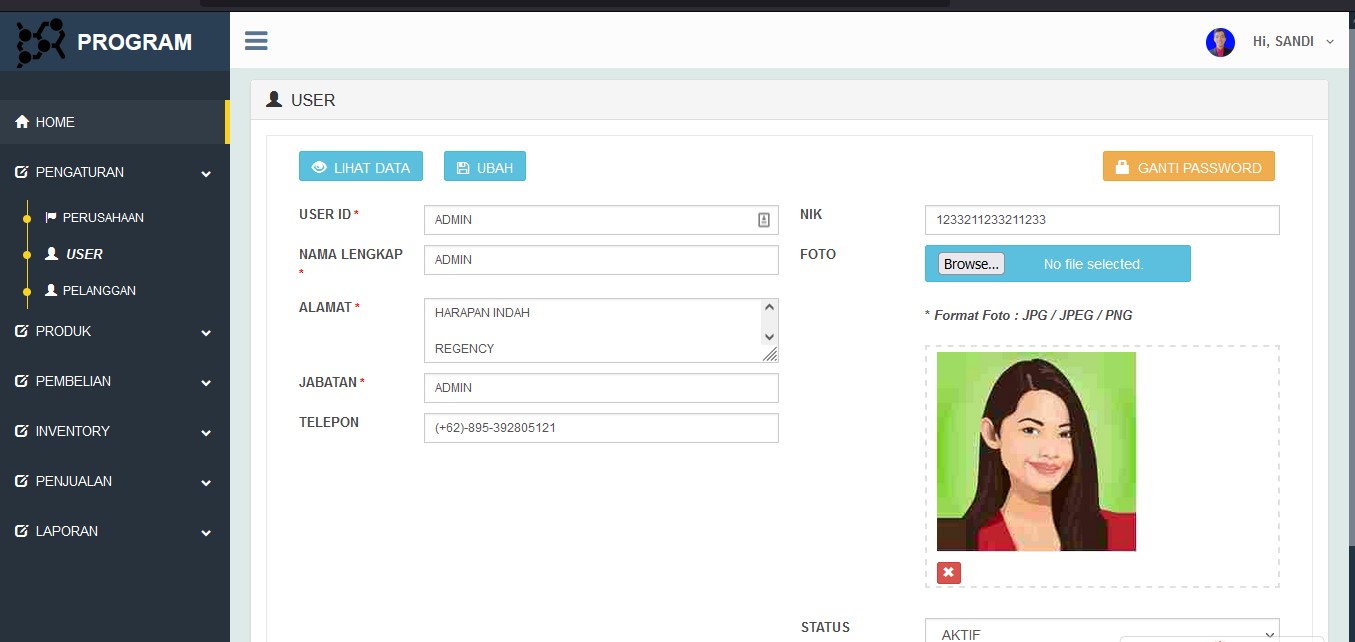 PROGRAM
Hi, SANDI
HOME
PENGATURAN
PERUSAHAAN
USER
PELANGGAN
PRODUK
PEMBELIAN
INVENTORY
PENJUALAN
LAPORAN
USER
LIHAT DATA
UBAH
GANTI PASSWORD
USER ID *
ADMIN
NAMA LENGKAP
*
ADMIN
ALAMAT *
HARAPAN INDAH
REGENCY
JABATAN *
ADMIN
TELEPON
(+62)-895-392805121
NIK
1233211233211233
FOTO
Browse... No file selected.
* Format Foto : JPG / JPEG / PNG
STATUS
AKTIF